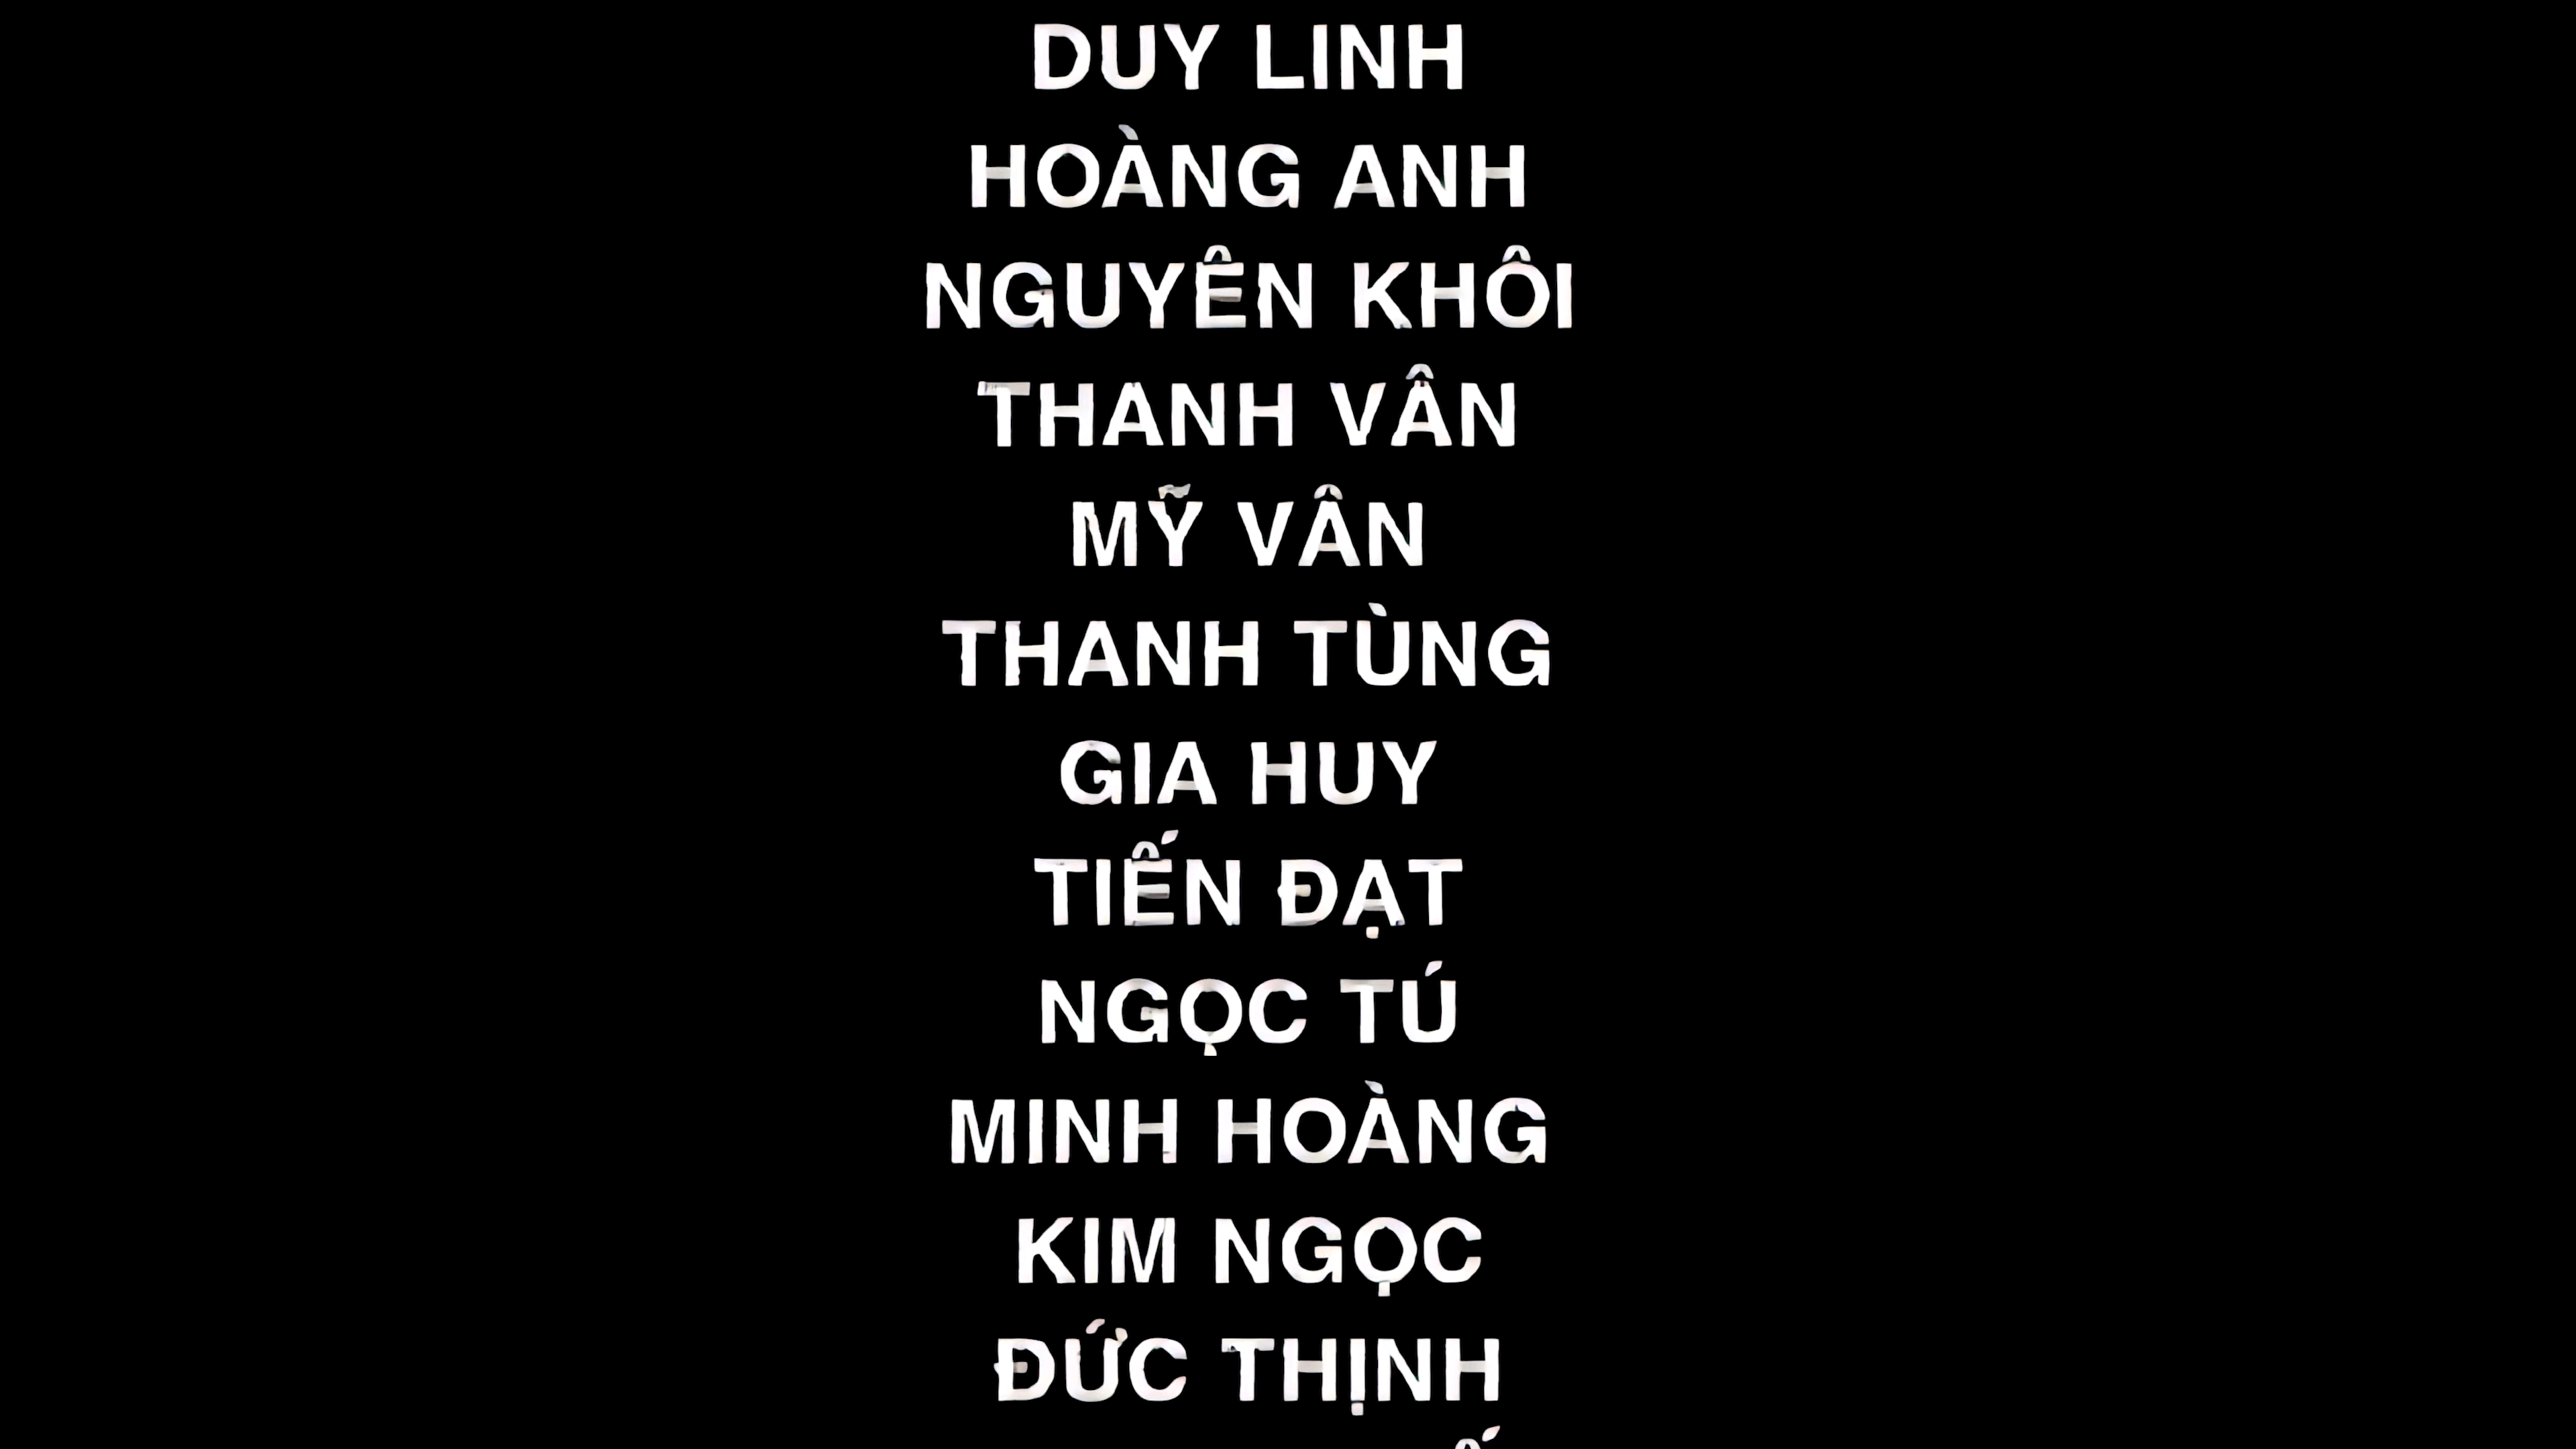 DUY LINH
HOÀNG ANH
NGUYÊN KHÔI
THANH VÂN
MỸ VÂN
THANH TÙNG
GIA HUY
TIẾN ĐẠT
NGỌC TÚ
MINH HOÀNG
KIM NGỌC
ĐỨC THỊNH